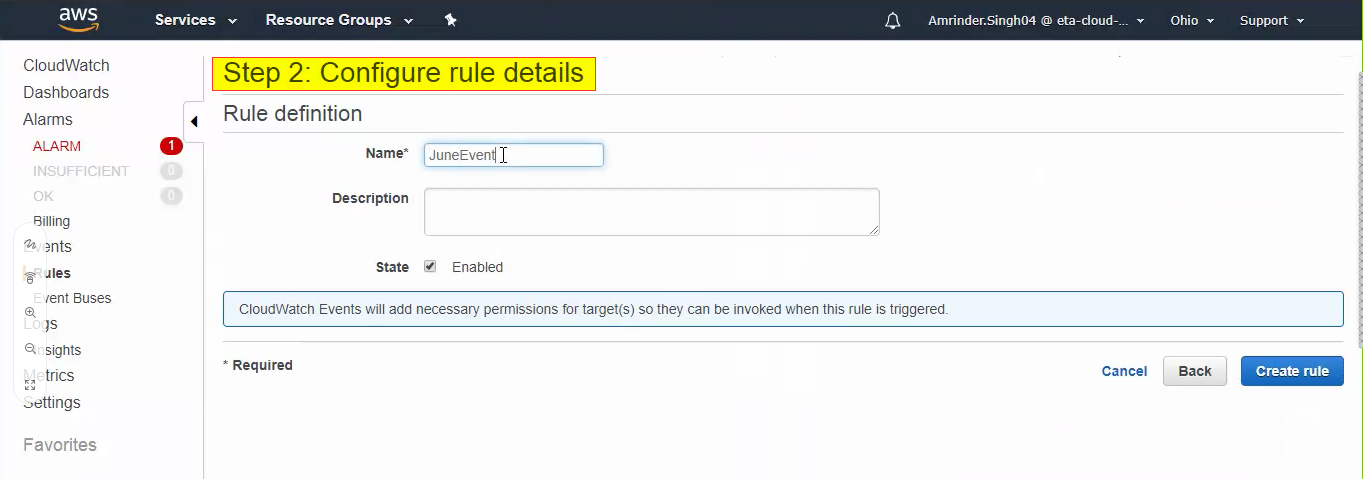 aws Services Resource Groups Amrinder.Singh04 @ eta-cloud-... Ohio Support
CloudWatch
Dashboards
Alarms
ALARM 1
INSUFFICIENT 0
OK 0
Billing
Events
Rules
Event Buses
Logs
Insights
Metrics
Settings
Favorites
Step 2: Configure rule details
Rule definition
Name* JuneEvent
Description
State Enabled
CloudWatch Events will add necessary permissions for target(s) so they can be invoked when this rule is triggered.
* Required
Cancel Back Create rule